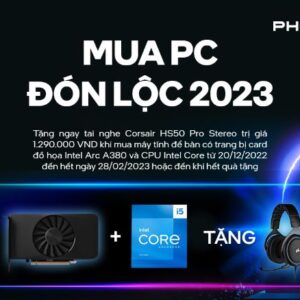 PH
MUA PC
ĐÓN LỘC 2023
Tặng ngay tai nghe Corsair HS50 Pro Stereo trị giá
1.290.000 VND khi mua máy tính để bàn có trang bị card
đồ họa Intel Arc A380 và CPU Intel Core từ 20/12/2022
đến hết ngày 28/02/2023 hoặc đến khi hết quà tặng
+
intel
CORE
i5
TẶNG